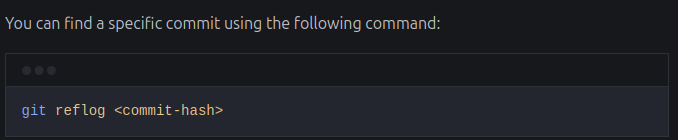 You can find a specific commit using the following command:
git reflog <commit-hash>